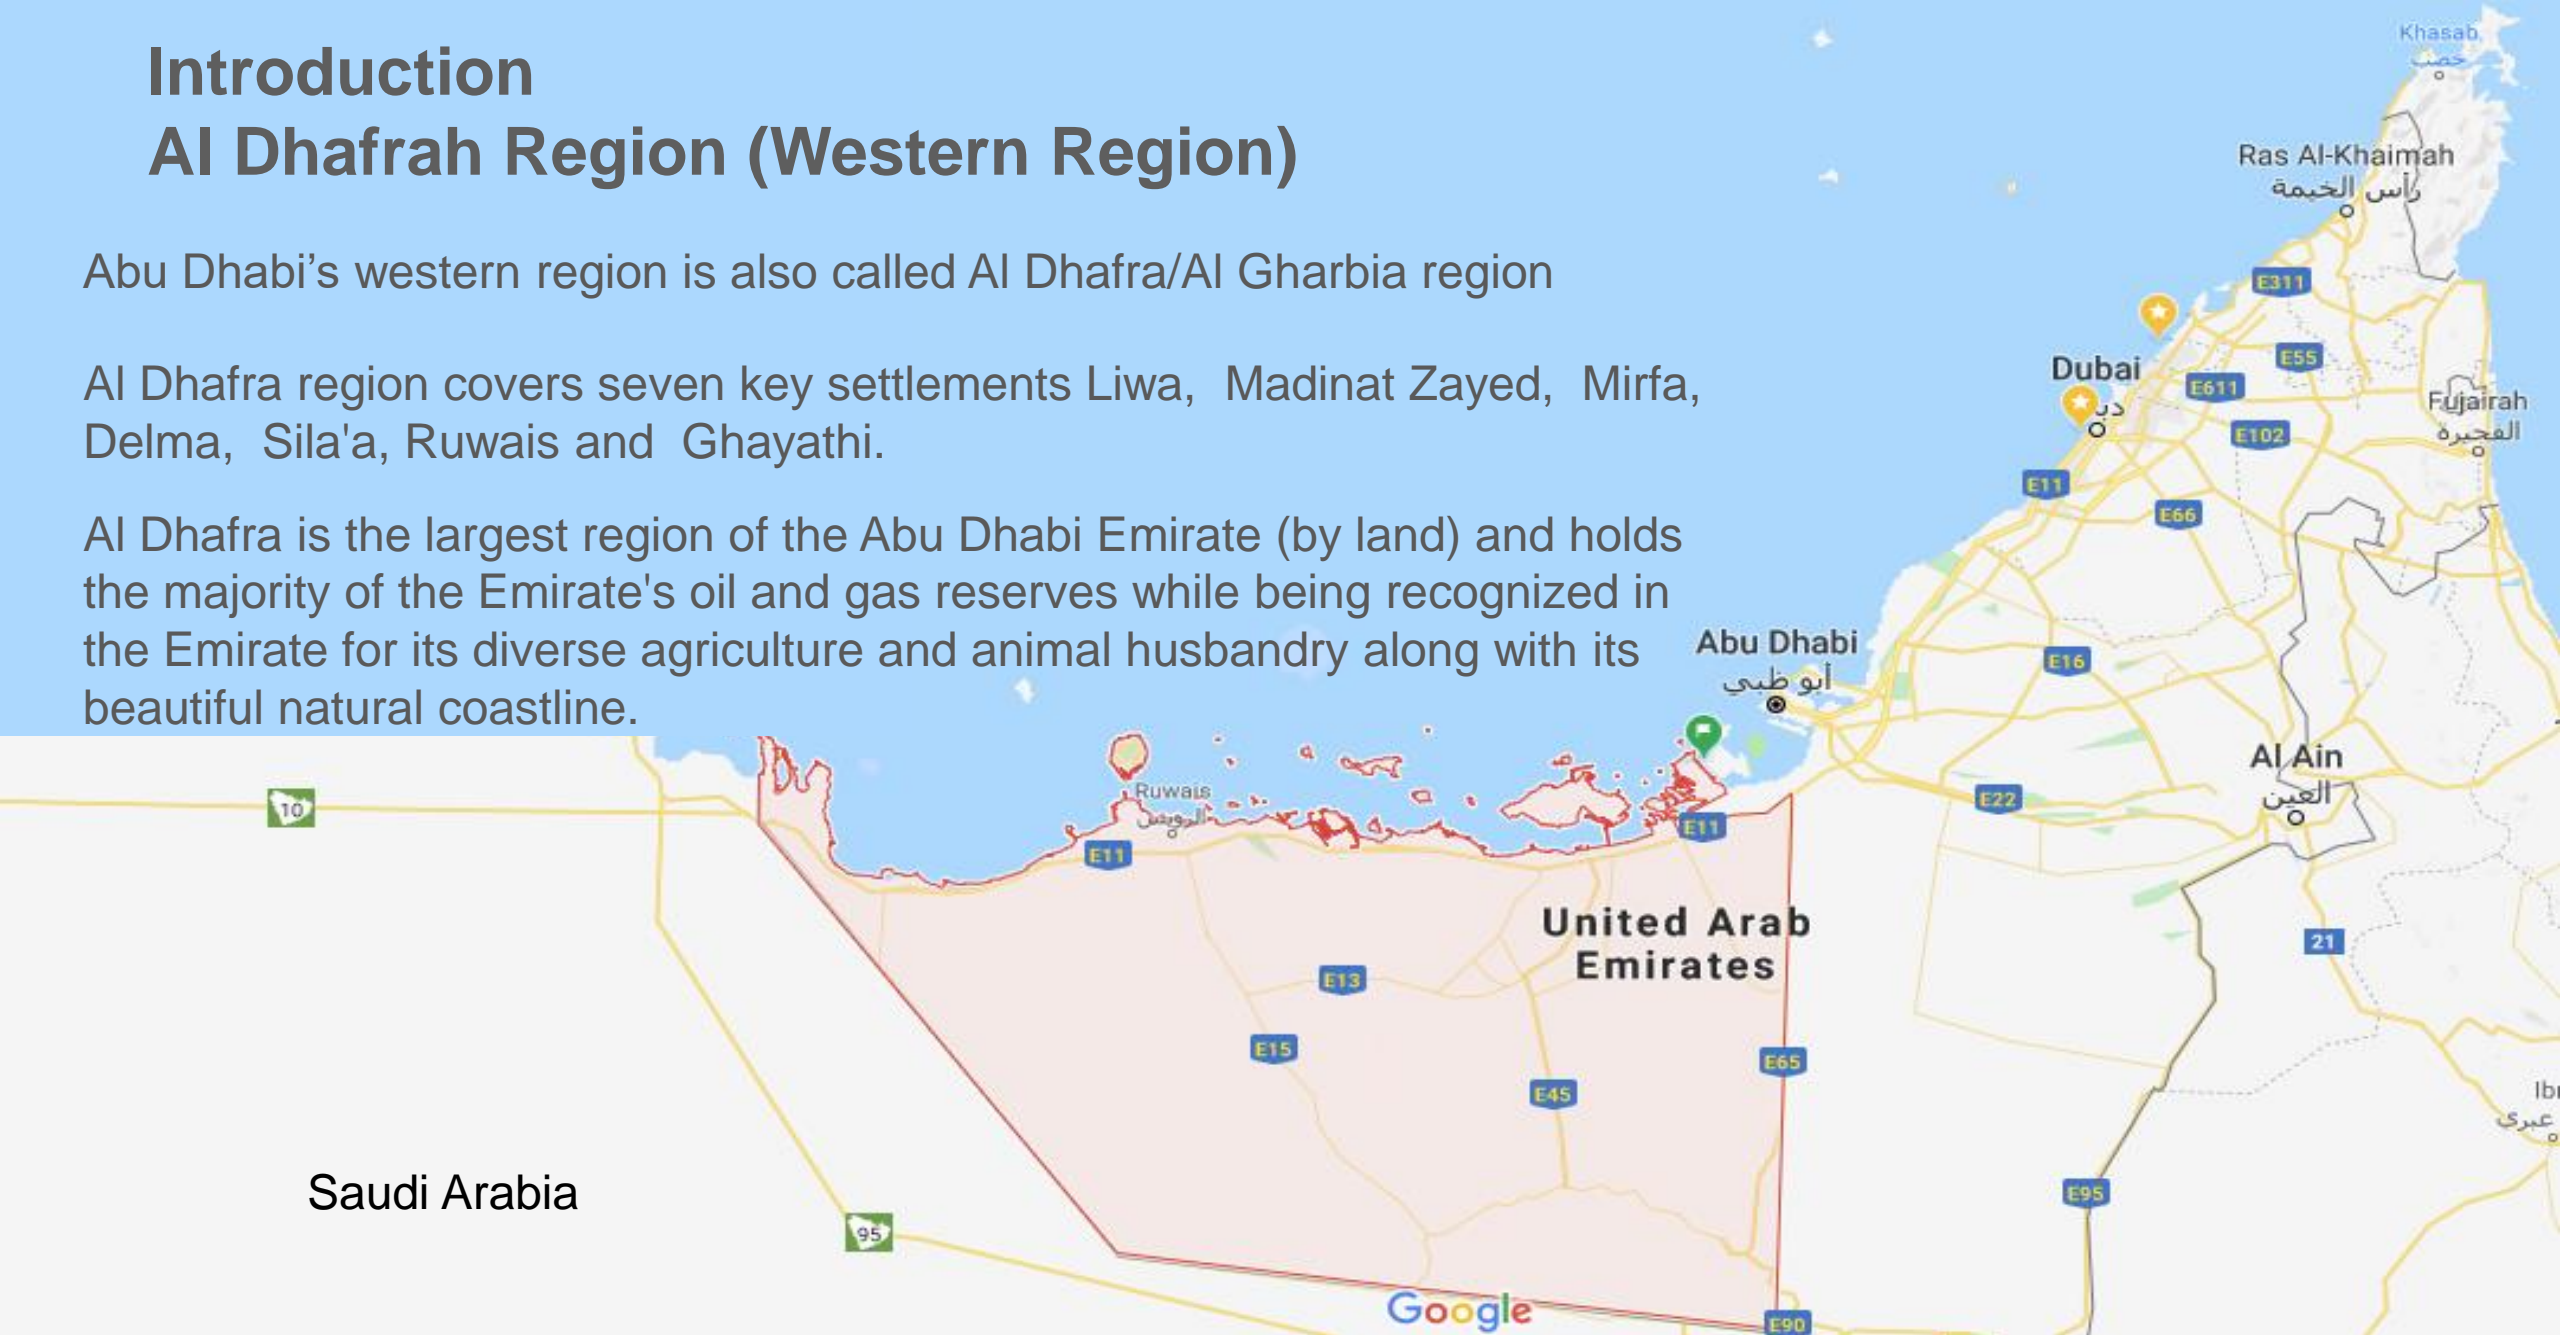 Introduction
Al Dhafrah Region (Western Region)
Abu Dhabi’s western region is also called Al Dhafra/Al Gharbia region
Al Dhafra region covers seven key settlements Liwa,  Madinat Zayed,  Mirfa,
Delma,  Sila'a, Ruwais and  Ghayathi.
Al Dhafra is the largest region of the Abu Dhabi Emirate (by land) and holds
the majority of the Emirate's oil and gas reserves while being recognized in
the Emirate for its diverse agriculture and animal husbandry along with its
beautiful natural coastline.
Khasab
خصب
Ras Al-Khaimah
رأس الخيمة
E311
E55
Dubai
دبي
E611
Fujairah
الفجيرة
E102
E11
E66
Abu Dhabi
أبو ظبي
E16
Al Ain
العين
E22
Ruwais
الرويس
10
E11
E11
United Arab
Emirates
21
E13
E15
E65
E45
عبري
Saudi Arabia
E95
95
Google
E90